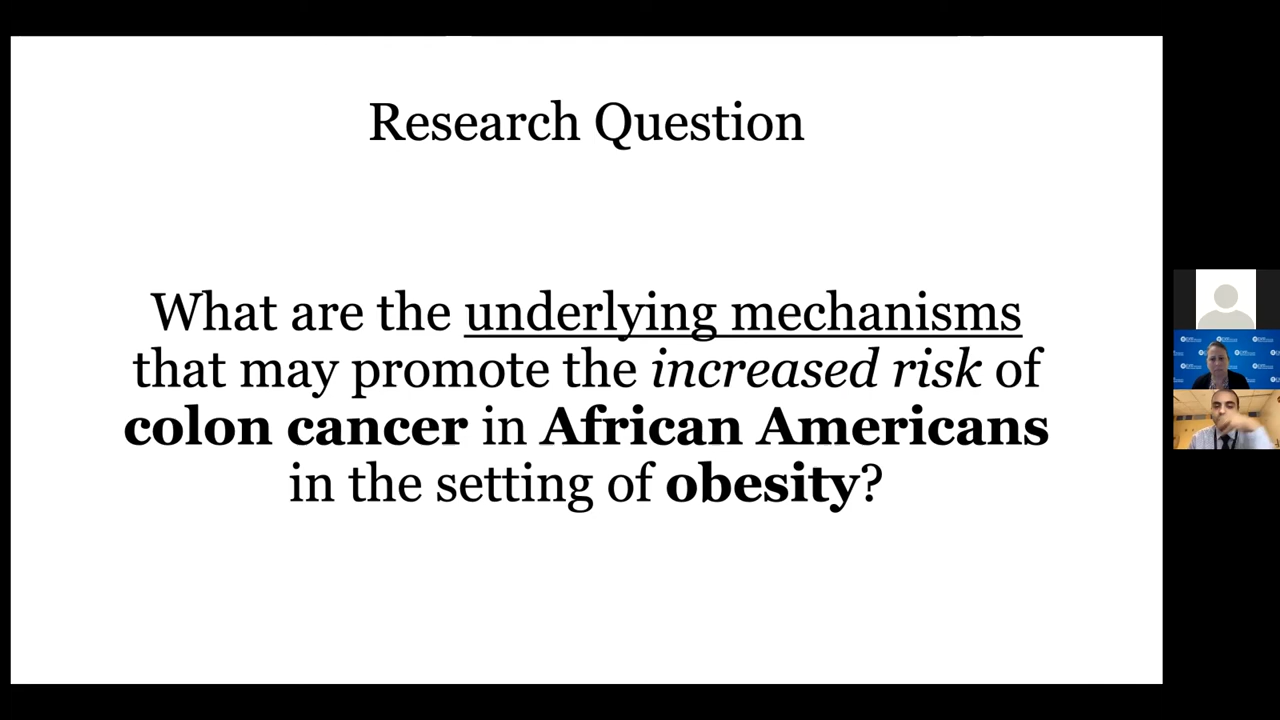 Research Question
What are the underlying mechanisms
that may promote the increased risk of
colon cancer in African Americans
in the setting of obesity?